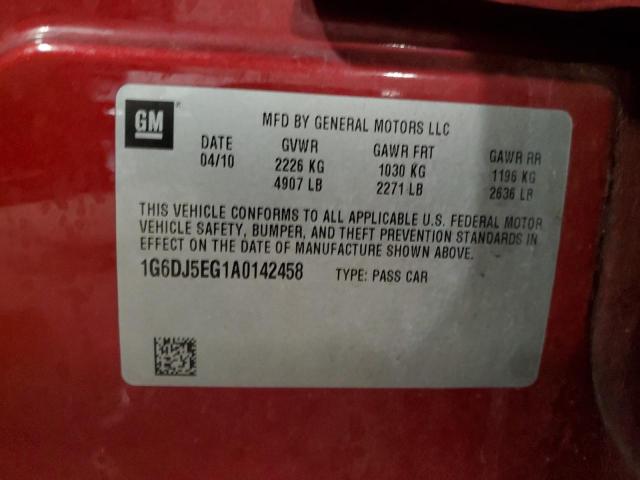 GM
MFD BY GENERAL MOTORS LLC
DATE GVWR GAWR FRT GAWR RR
04/10 2226 KG 1030 KG 1196 KG
4907 LB 2271 LB 2636 LB
THIS VEHICLE CONFORMS TO ALL APPLICABLE U.S. FEDERAL MOTOR
VEHICLE SAFETY, BUMPER, AND THEFT PREVENTION STANDARDS IN
EFFECT ON THE DATE OF MANUFACTURE SHOWN ABOVE.
1G6DJ5EG1A0142458 TYPE: PASS CAR